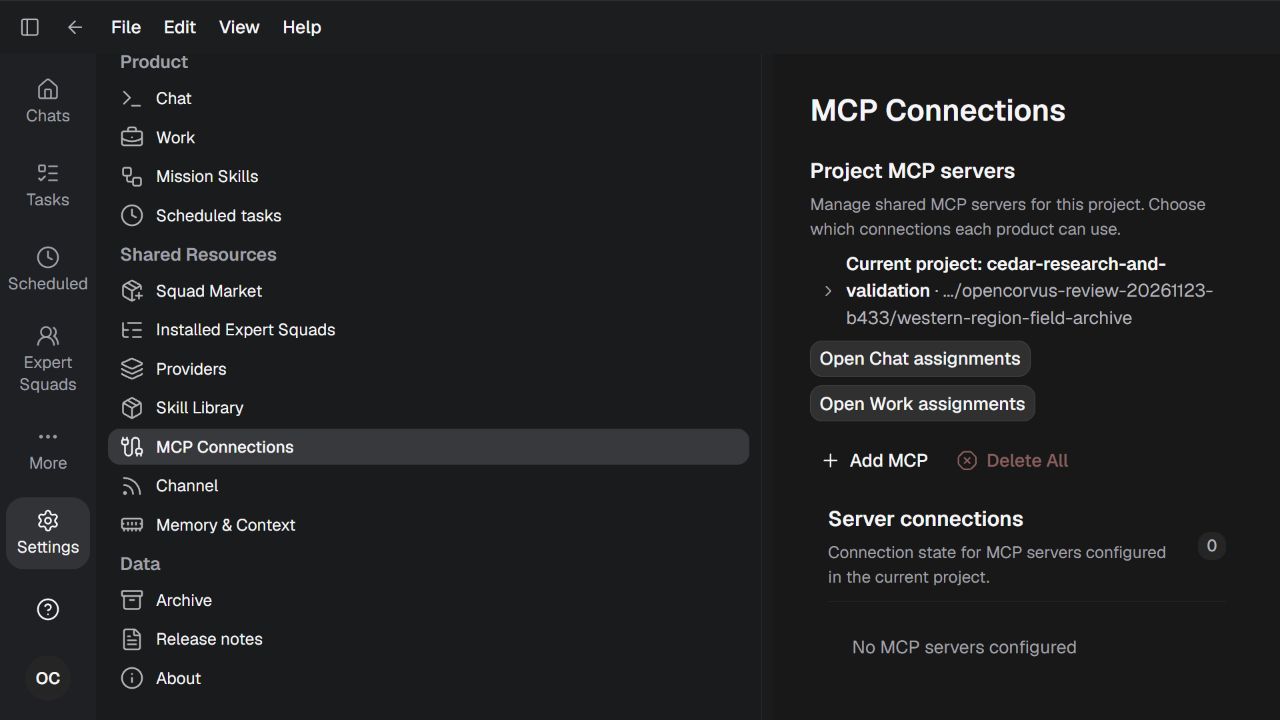 File Edit View Help
Chats
Tasks
Scheduled
Expert
Squads
More
Settings
OC
Product
Chat
Work
Mission Skills
Scheduled tasks
Shared Resources
Squad Market
Installed Expert Squads
Providers
Skill Library
MCP Connections
Channel
Memory & Context
Data
Archive
Release notes
About
MCP Connections
Project MCP servers
Manage shared MCP servers for this project. Choose
which connections each product can use.
Current project: cedar-research-and-
validation · .../opencorvus-review-20261123-
b433/western-region-field-archive
Open Chat assignments
Open Work assignments
Add MCP Delete All
Server connections
Connection state for MCP servers configured
in the current project.
0
No MCP servers configured